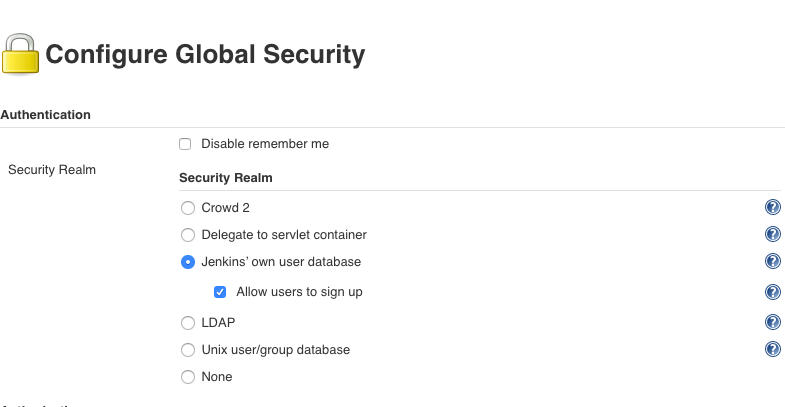 Configure Global Security
Authentication
Disable remember me
Security Realm
Security Realm
Crowd 2
Delegate to servlet container
Jenkins' own user database
Allow users to sign up
LDAP
Unix user/group database
None